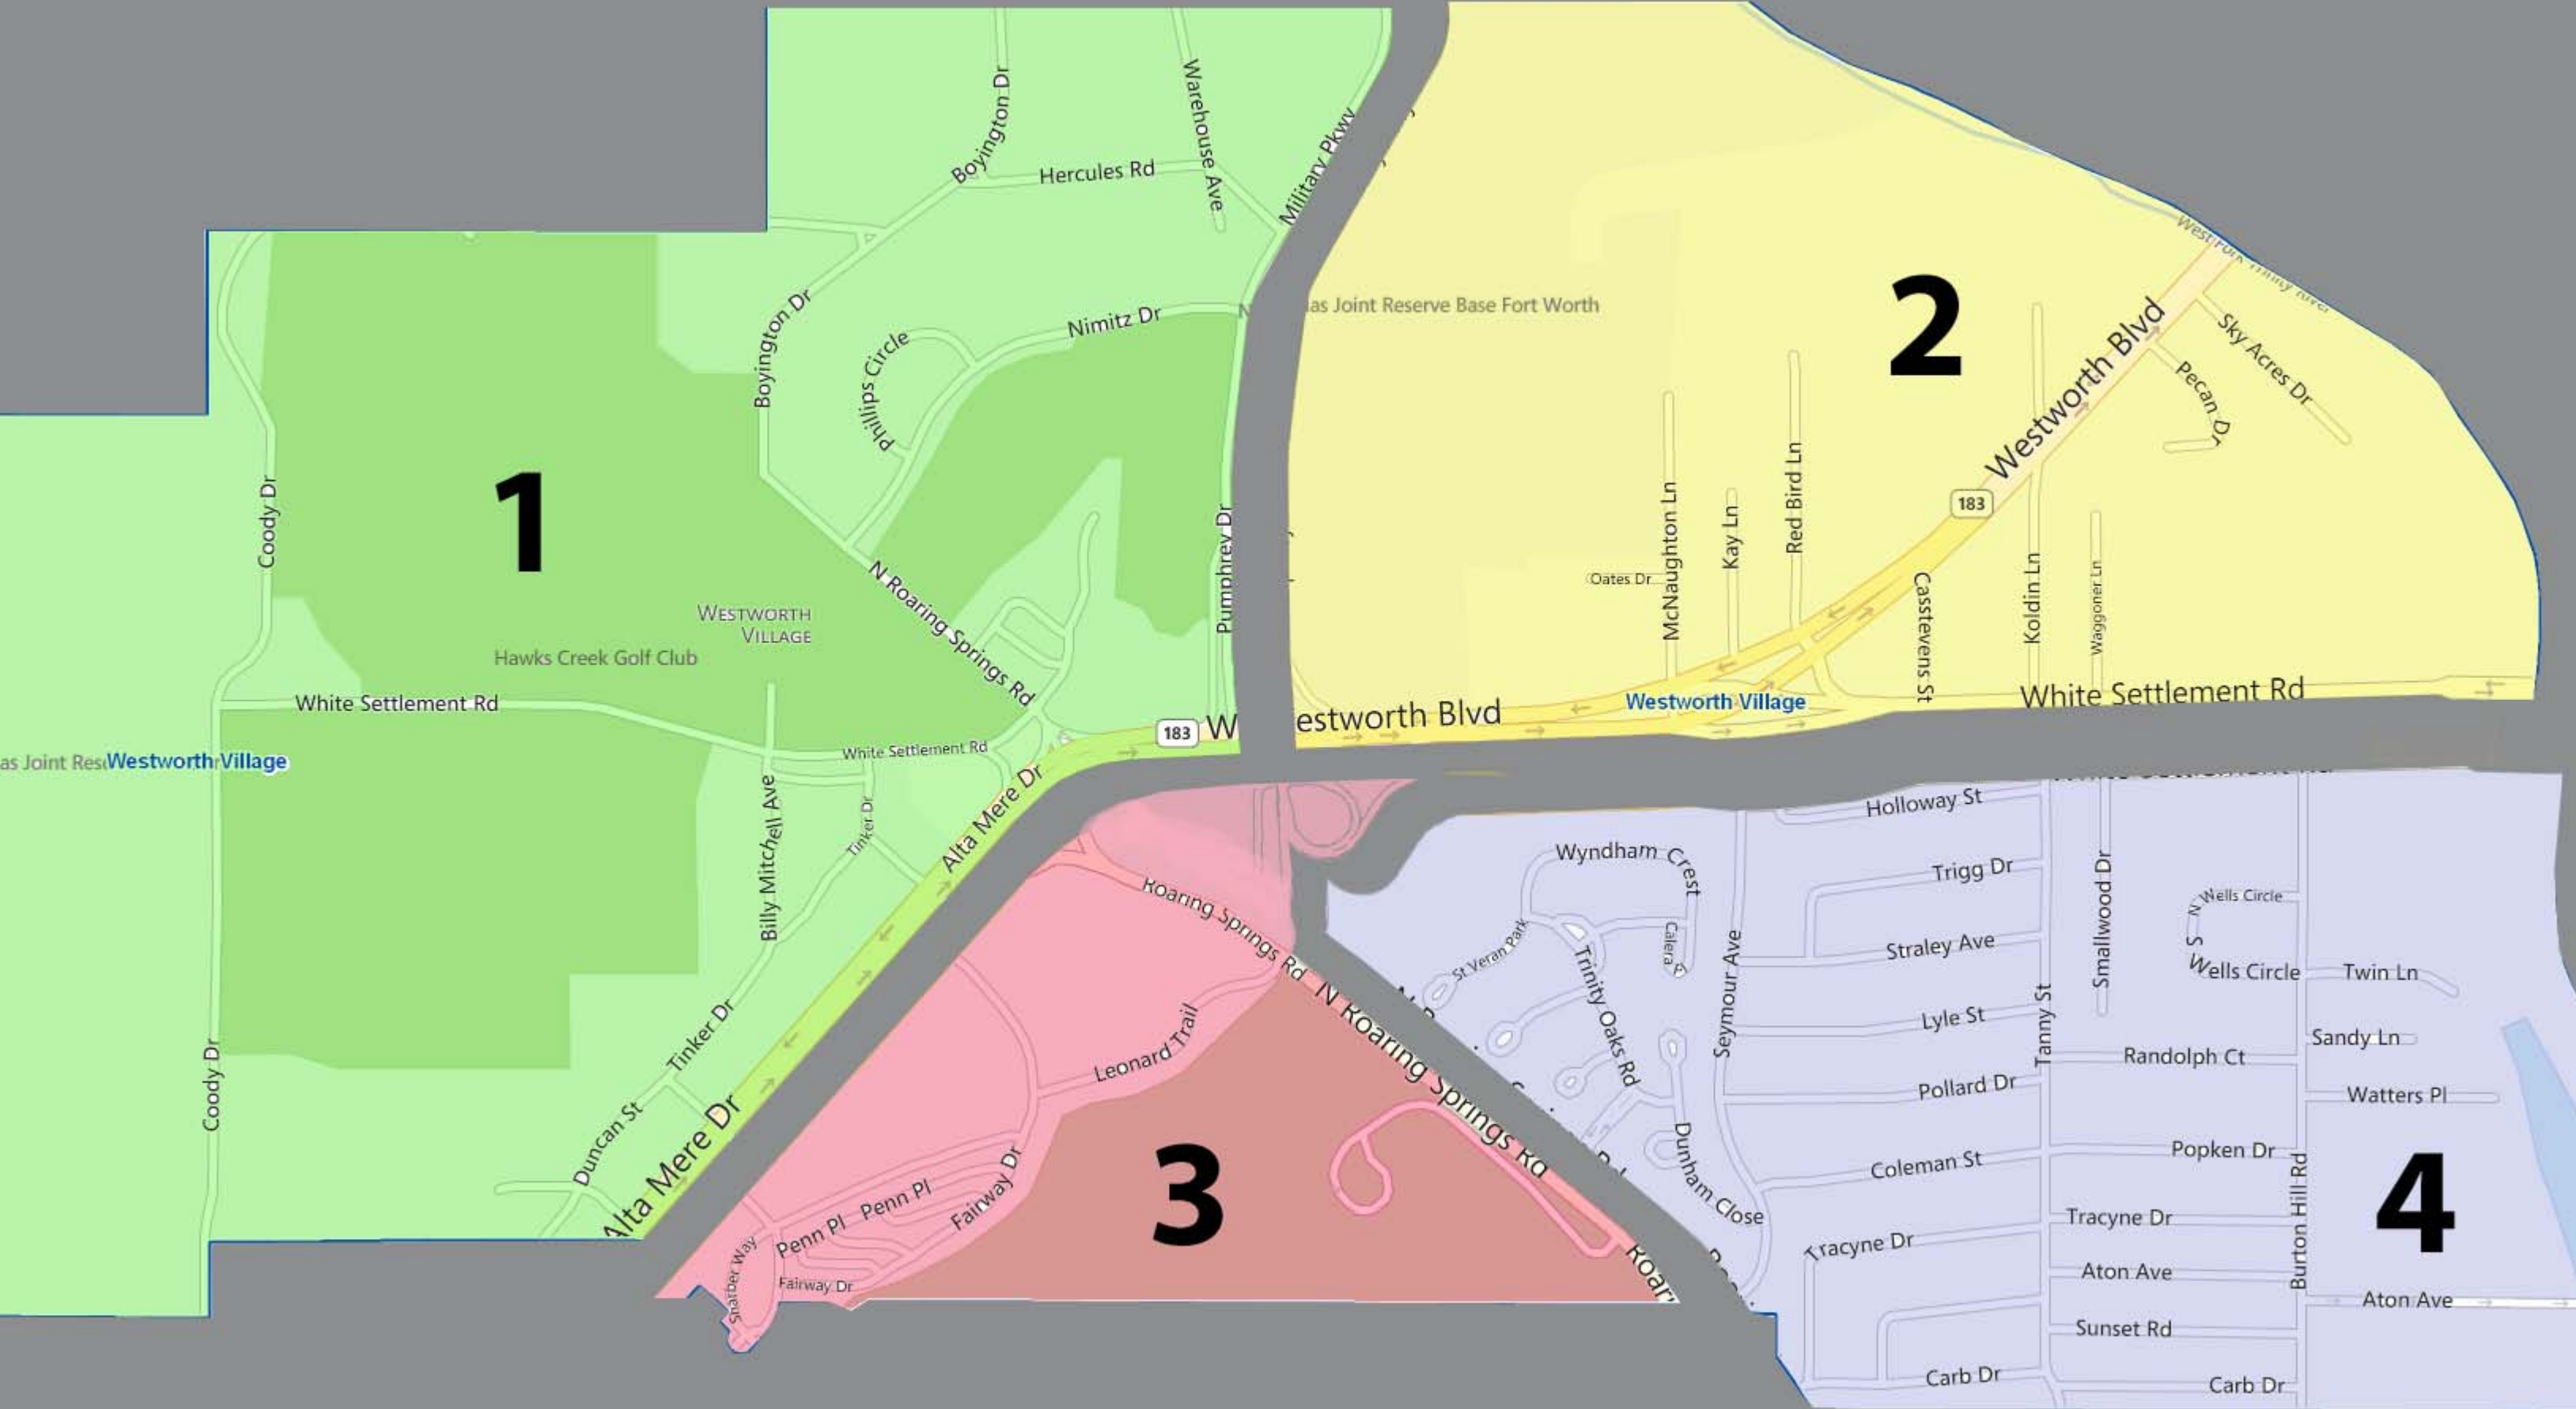 Boyington Dr
Warehouse Ave
Hercules Rd
Military Pkwy
Boyington Dr
Nimitz Dr
Philips Circle
Coody Dr
1
N Roaring Springs Rd
Pumphrey Dr
WESTWORTH
VILLAGE
Hawks Creek Golf Club
White Settlement Rd
White Settlement Rd
183
W
as Joint Res
Westworth Village
Billy Mitchell Ave
Tinker Dr
Alta Mere Dr
Coody Dr
Tinker Dr
Duncan St
Alta Mere Dr
as Joint Reserve Base Fort Worth
2
Westworth Blvd
Sky Acres Dr
Pecan Dr
183
McNaughton Ln
Kay Ln
Red Bird Ln
Oates Dr
Casstevens St
Koldin Ln
Waggoner Ln
estworth Blvd
Westworth Village
White Settlement Rd
Roaring Springs Rd
N Roaring Springs Rd
Leonard Trail
3
Penn Pl
Penn Pl
Fairway Dr
Fairway Dr
Roar
Holloway St
Wyndham Crest
Trigg Dr
Smallwood Dr
N Wells Circle
St Veran Park
Calera Pl
Seymour Ave
Straley Ave
S Wells Circle
Twin Ln
Trinity Oaks Rd
Lyle St
Tanny St
Sandy Ln
Randolph Ct
Pollard Dr
Watters Pl
Dunham Close
Coleman St
Popken Dr
Burton Hill Rd
4
Tracyne Dr
Tracyne Dr
Aton Ave
Aton Ave
Sunset Rd
Carb Dr
Carb Dr